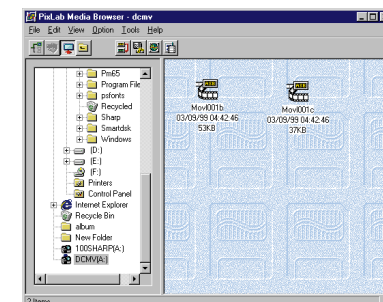 PixLab Media Browser - dcmv
File Edit View Option Tools Help
Pm65
Program File
psfonts
Recycled
Sharp
Smartdsk
Windows
(D:)
(E:)
(F:)
Printers
Control Panel
Internet Explorer
Recycle Bin
album
New Folder
100SHARP(A:)
DCMV(A:)
Movl001b
03/09/99 04:42:46
53KB
Movl001c
03/09/99 04:42:46
37KB
2 Items